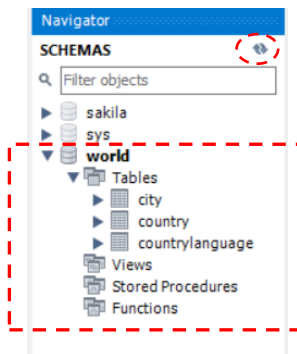 Navigator
SCHEMAS
Filter objects
sakila
sys
world
Tables
city
country
countrylanguage
Views
Stored Procedures
Functions